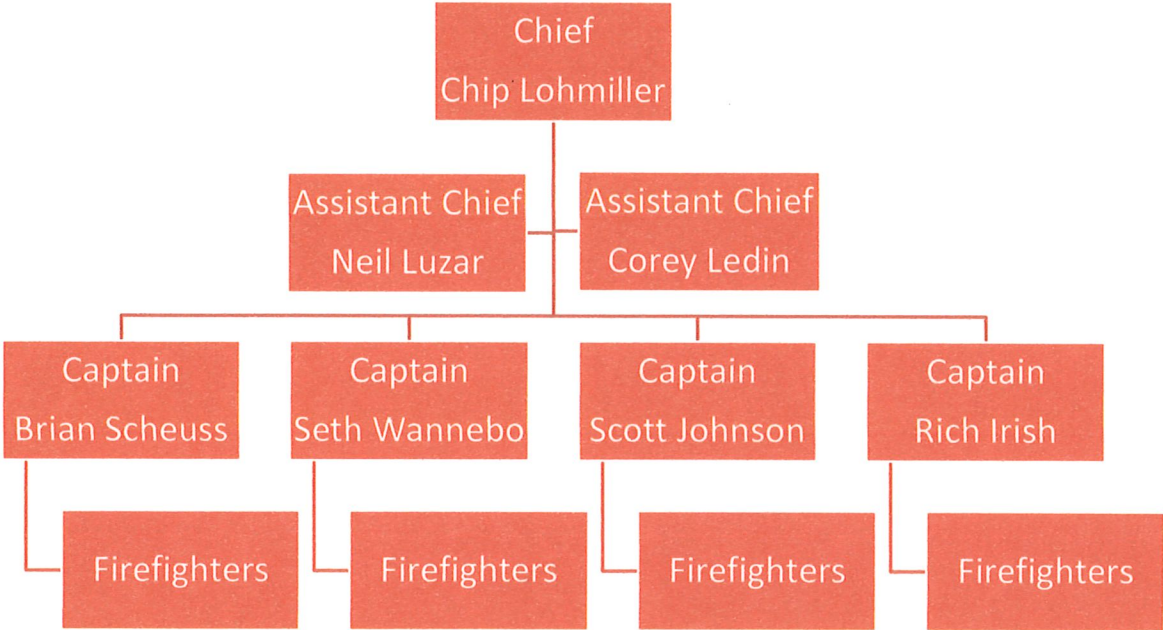 Chief
Chip Lohmiller
Assistant Chief
Neil Luzar
Assistant Chief
Corey Ledin
Captain
Brian Scheuss
Captain
Seth Wannebo
Captain
Scott Johnson
Captain
Rich Irish
Firefighters
Firefighters
Firefighters
Firefighters